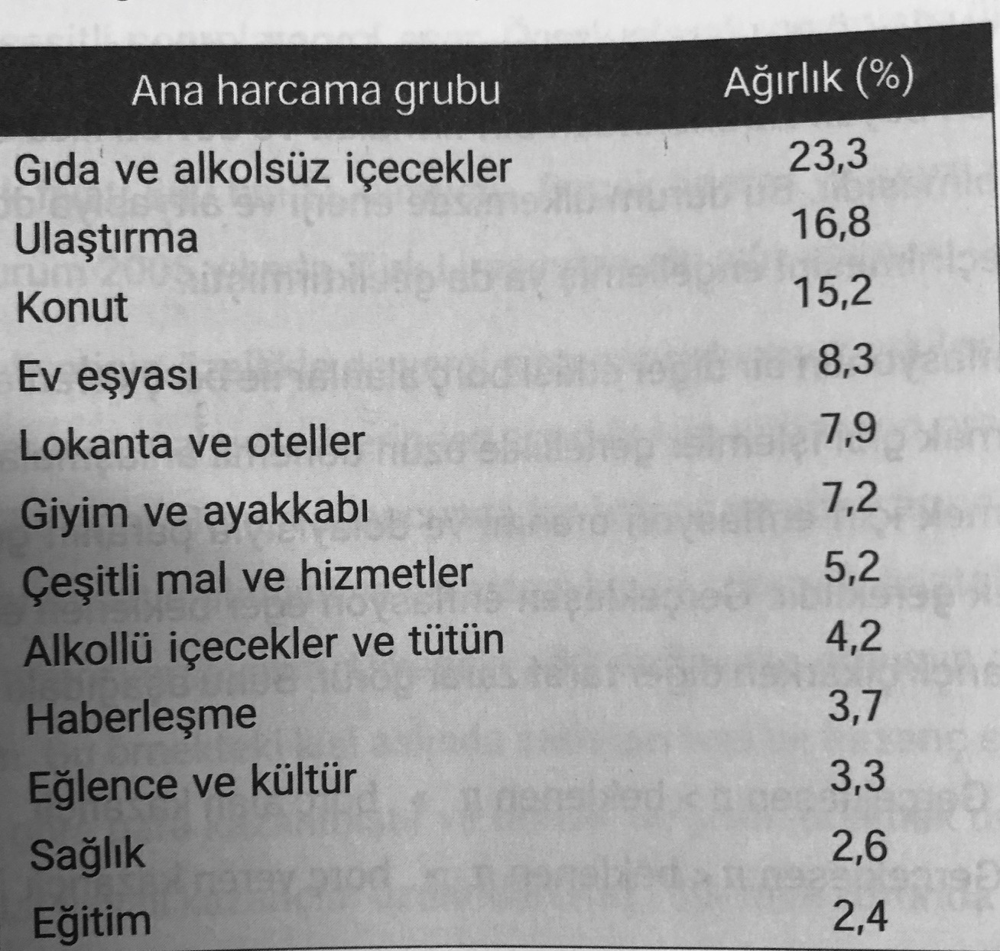 Ana harcama grubu Ağırlık (%)
Gıda ve alkolsüz içecekler 23,3
Ulaştırma 16,8
Konut 15,2
Ev eşyası 8,3
Lokanta ve oteller 7,9
Giyim ve ayakkabı 7,2
Çeşitli mal ve hizmetler 5,2
Alkollü içecekler ve tütün 4,2
Haberleşme 3,7
Eğlence ve kültür 3,3
Sağlık 2,6
Eğitim 2,4